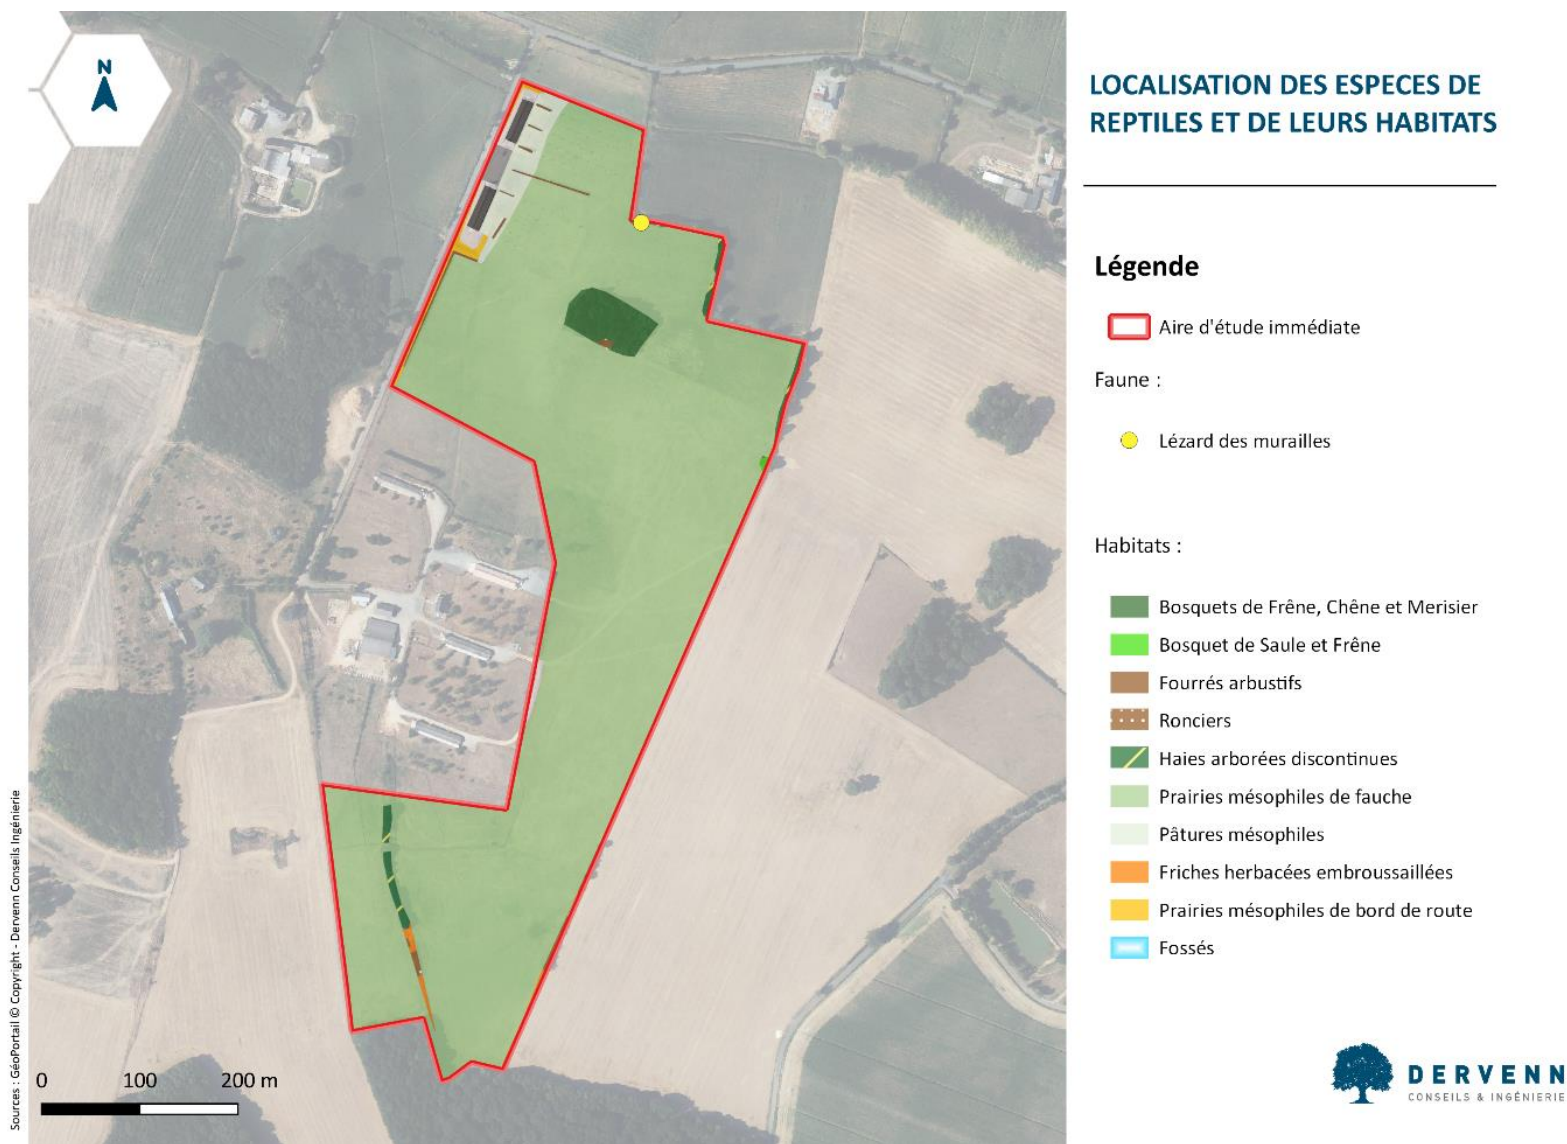 N
LOCALISATION DES ESPECES DE
REPTILES ET DE LEURS HABITATS
Légende
Aire d'étude immédiate
Faune :
Lézard des murailles
Habitats :
Bosquets de Frêne, Chêne et Merisier
Bosquet de Saule et Frêne
Fourrés arbustifs
Ronciers
Haies arborées discontinues
Prairies mésophiles de fauche
Pâtures mésophiles
Friches herbacées embroussaillées
Prairies mésophiles de bord de route
Fossés
Sources : GéoPortail © Copyright - Dervenn Conseils Ingénierie
0 100 200 m
DERVENN
CONSEILS & INGÉNIERIE